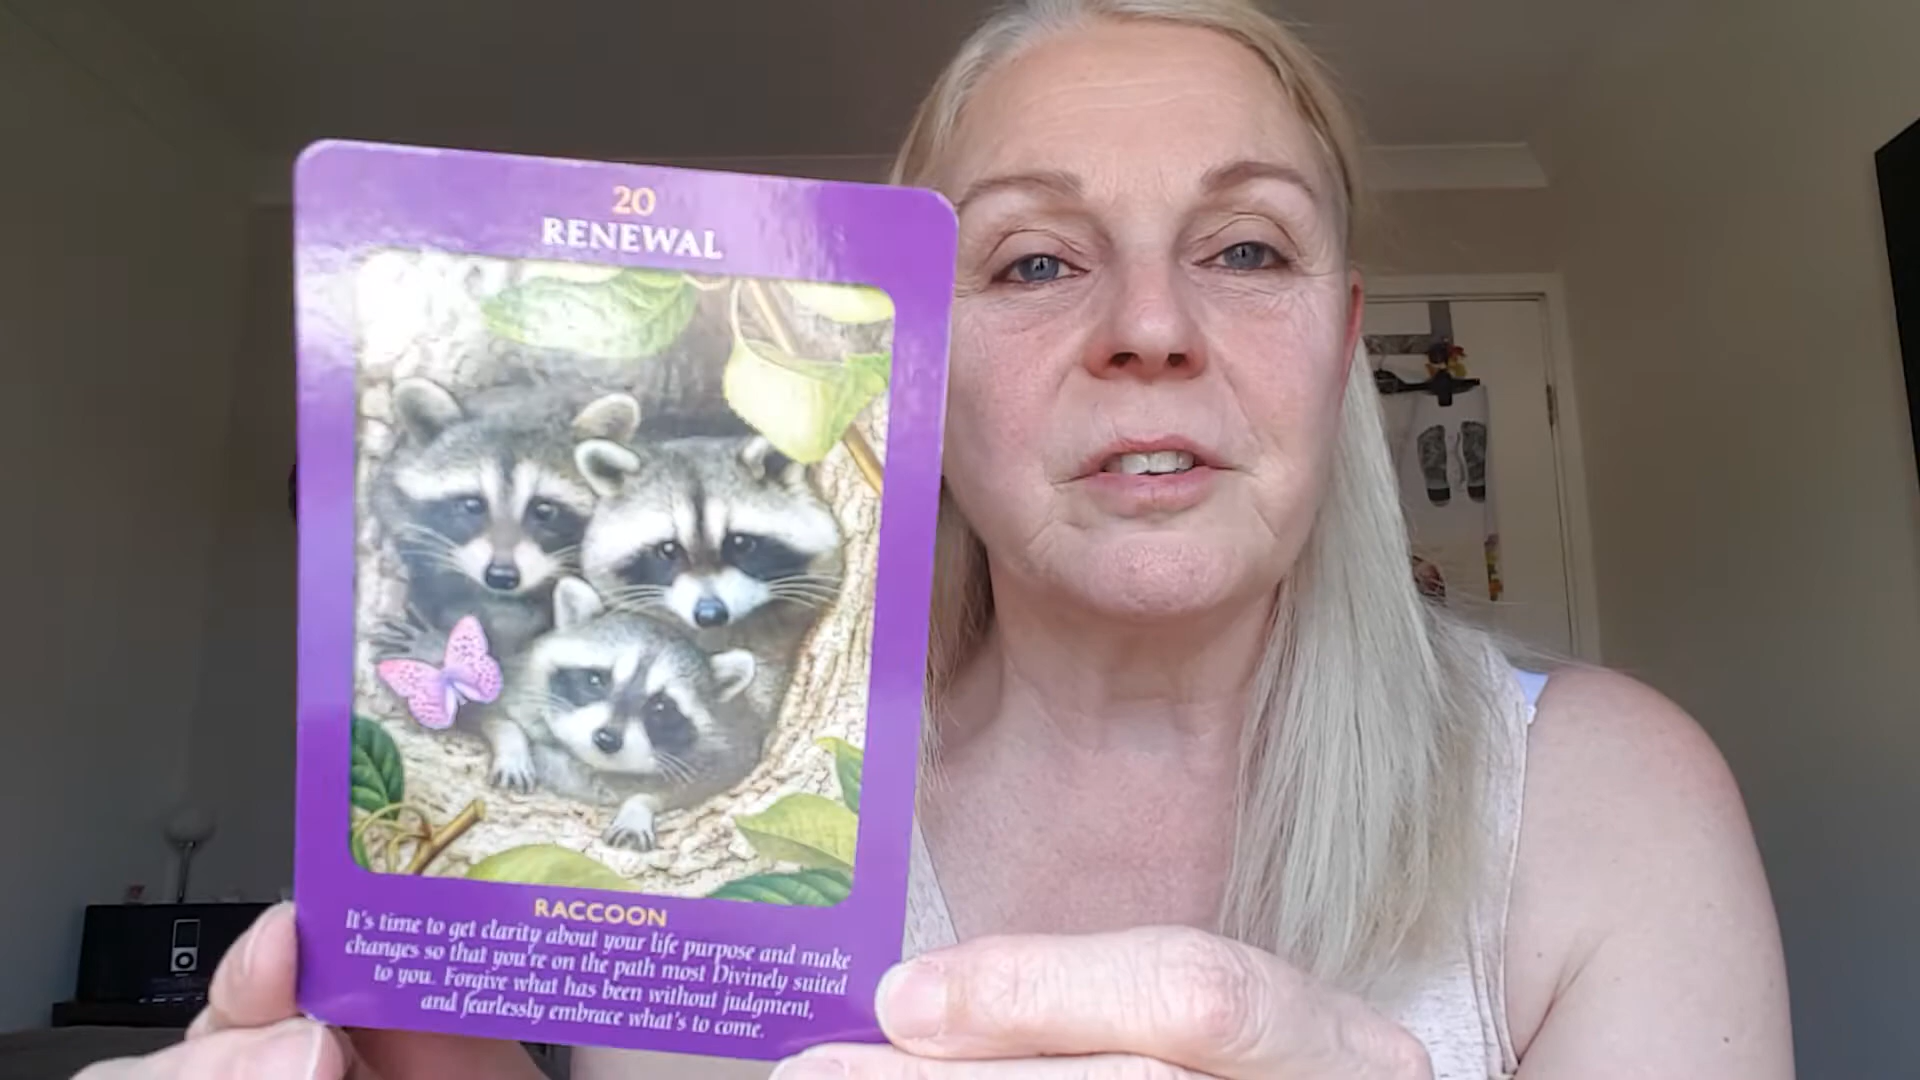 20
RENEWAL
RACCOON
It's time to get clarity about your life purpose and make
changes so that you're on the path most Divinely suited
to you. Forgive what has been without judgment,
and fearlessly embrace what's to come.